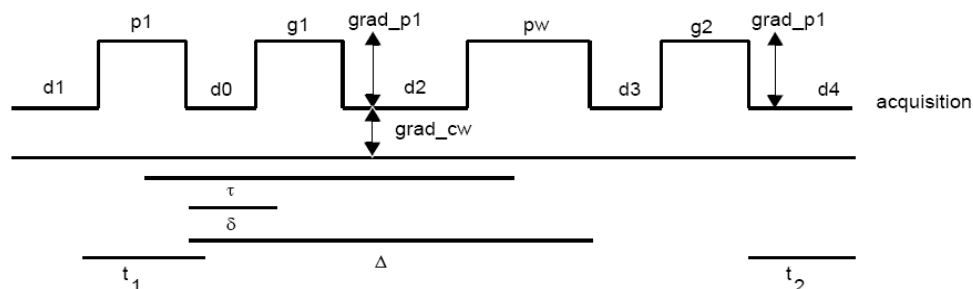 p1 g1 grad_p1 pw g2 grad_p1
d1 d0 d2 d3 d4
acquisition
grad_cw
τ
δ
Δ
t1 t2